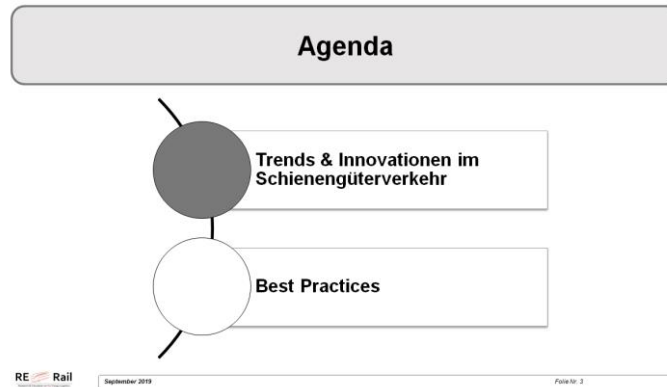 Agenda
Trends & Innovationen im
Schienengüterverkehr
Best Practices
RE Rail
September 2019
Folie Nr. 3